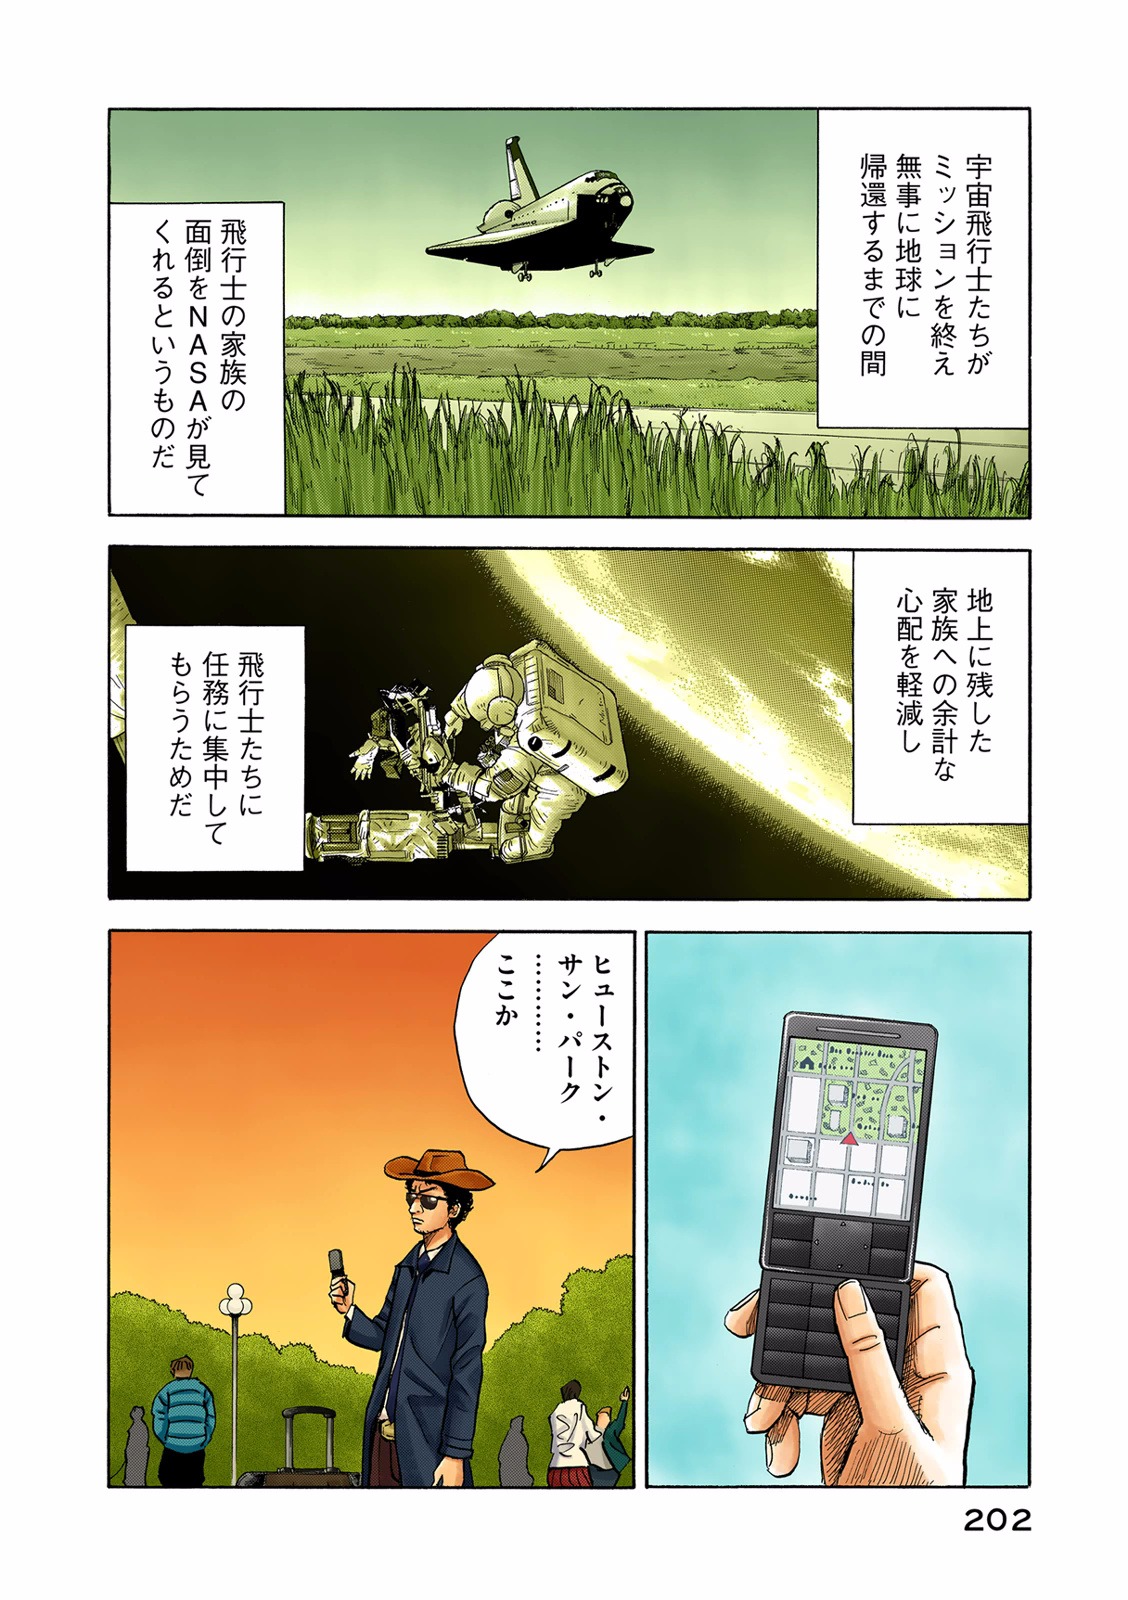 宇宙飛行士たちが
ミッションを終え
無事に地球に
帰還するまでの間
飛行士の家族の
面倒をNASAが見て
くれるというものだ
地上に残した
家族への余計な
心配を軽減し
飛行士たちに
任務に集中して
もらうためだ
ヒューストン・
サン・パーク
…………
ここか
202